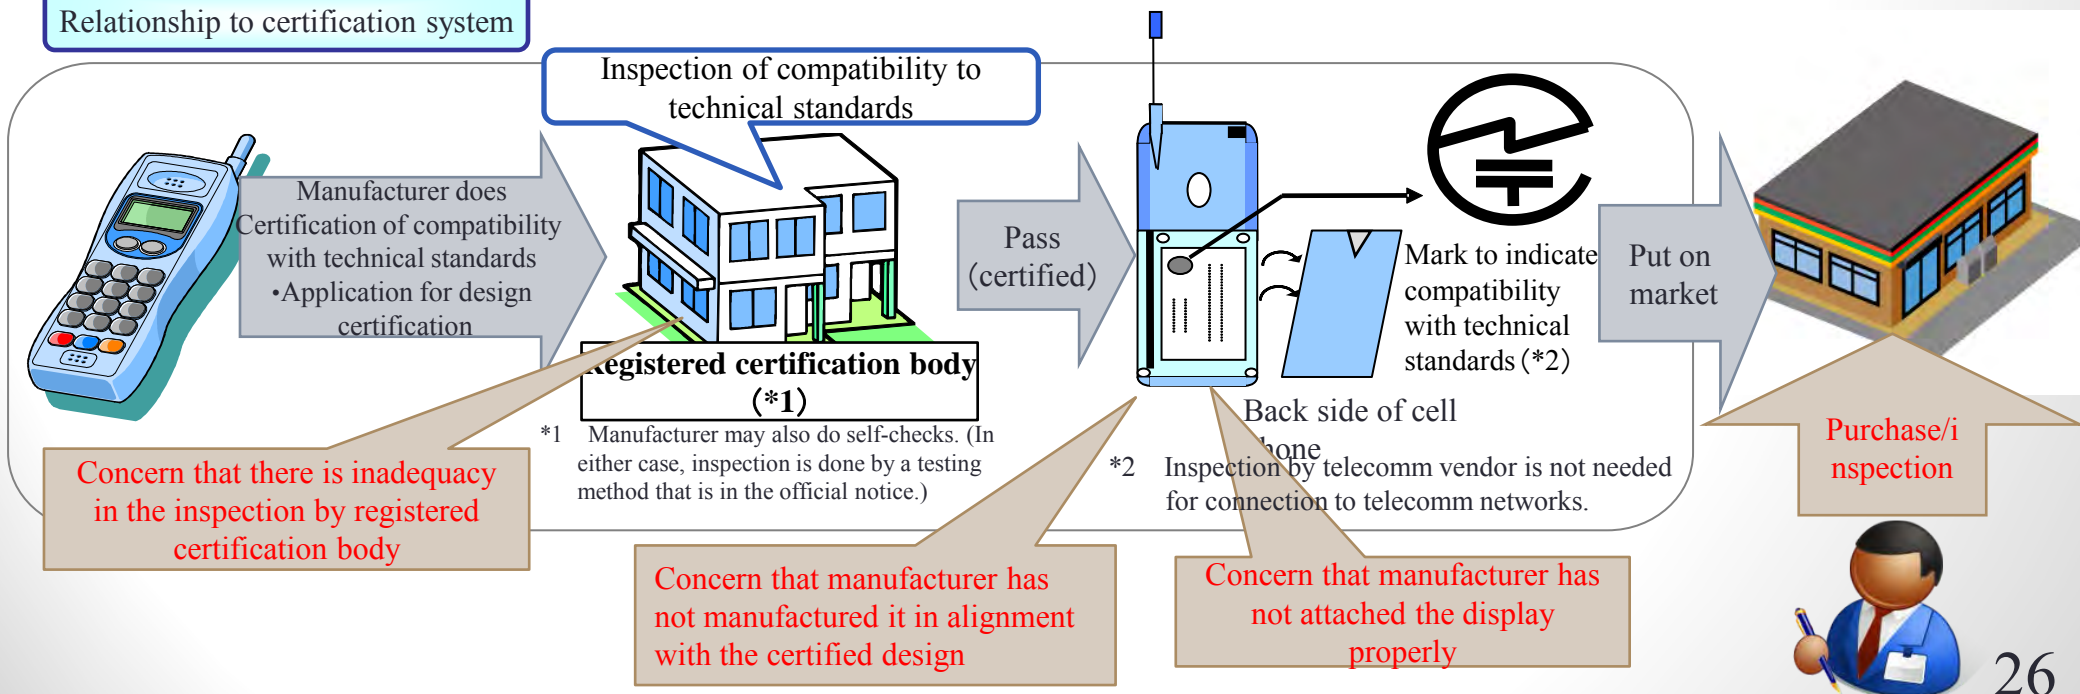 Relationship to certification system
Inspection of compatibility to
technical standards
Manufacturer does
Certification of compatibility
with technical standards
•Application for design
certification
Registered certification body
(*1)
*1 Manufacturer may also do self-checks. (In
either case, inspection is done by a testing
method that is in the official notice.)
Pass
(certified)
Mark to indicate
compatibility
with technical
standards (*2)
Back side of cell
phone
*2 Inspection by telecomm vendor is not needed
for connection to telecomm networks.
Put on
market
Purchase/i
nspection
Concern that there is inadequacy
in the inspection by registered
certification body
Concern that manufacturer has
not manufactured it in alignment
with the certified design
Concern that manufacturer has
not attached the display
properly
26